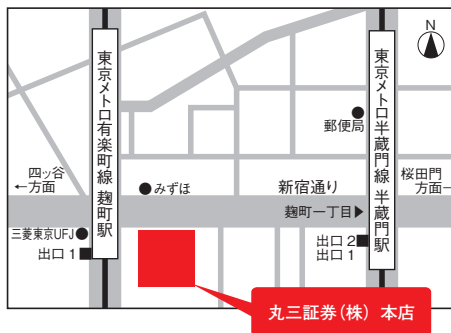 N
東京メトロ有楽町線 麹町駅
東京メトロ半蔵門線 半蔵門駅
郵便局
四ッ谷
←方面
みずほ
新宿通り
桜田門
方面→
麹町一丁目▶
三菱東京UFJ
出口1
出口2
出口1
丸三証券(株) 本店